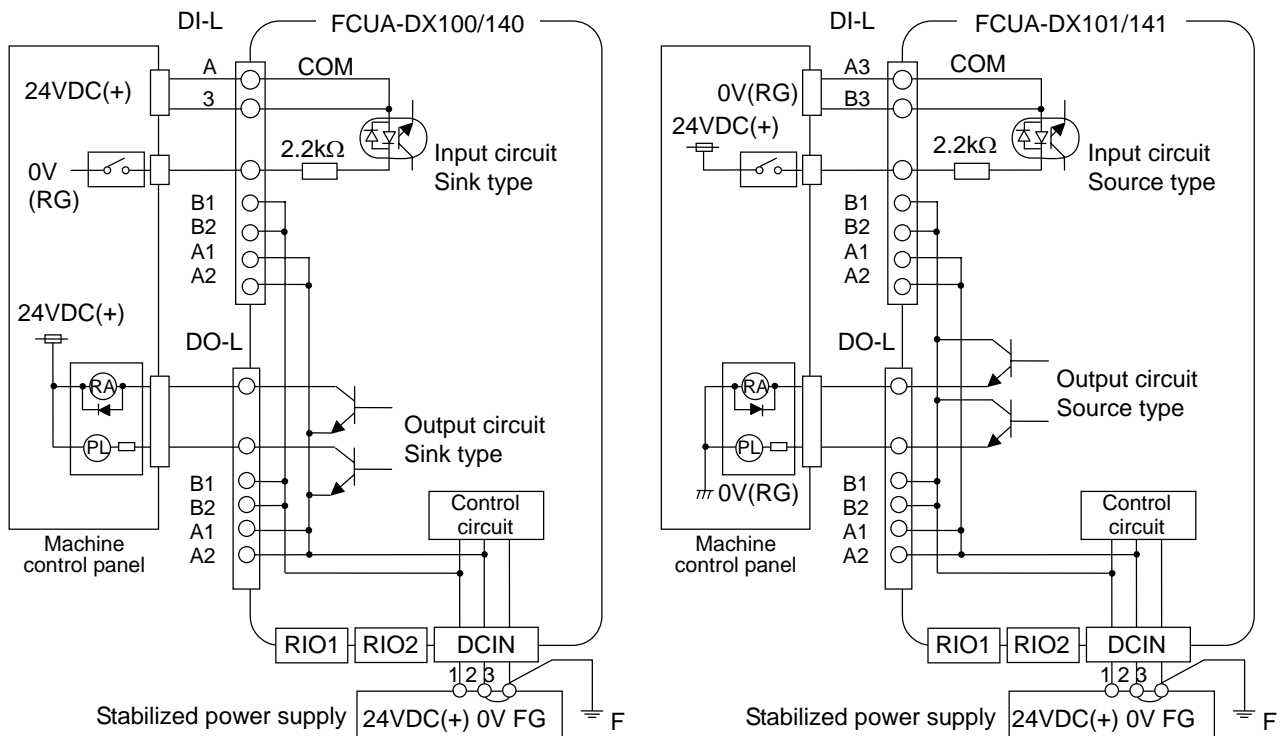 DI-L
FCUA-DX100/140
24VDC(+)
A
3
COM
2.2kΩ
Input circuit
Sink type
0V
(RG)
B1
B2
A1
A2
24VDC(+)
DO-L
RA
PL
Output circuit
Sink type
B1
B2
A1
A2
Control
circuit
Machine
control panel
RIO1
RIO2
DCIN
1 2 3
Stabilized power supply
24VDC(+) 0V FG
F
DI-L
FCUA-DX101/141
A3
B3
COM
0V(RG)
24VDC(+)
2.2kΩ
Input circuit
Source type
B1
B2
A1
A2
DO-L
RA
PL
Output circuit
Source type
0V(RG)
B1
B2
A1
A2
Control
circuit
Machine
control panel
RIO1
RIO2
DCIN
1 2 3
Stabilized power supply
24VDC(+) 0V FG
F